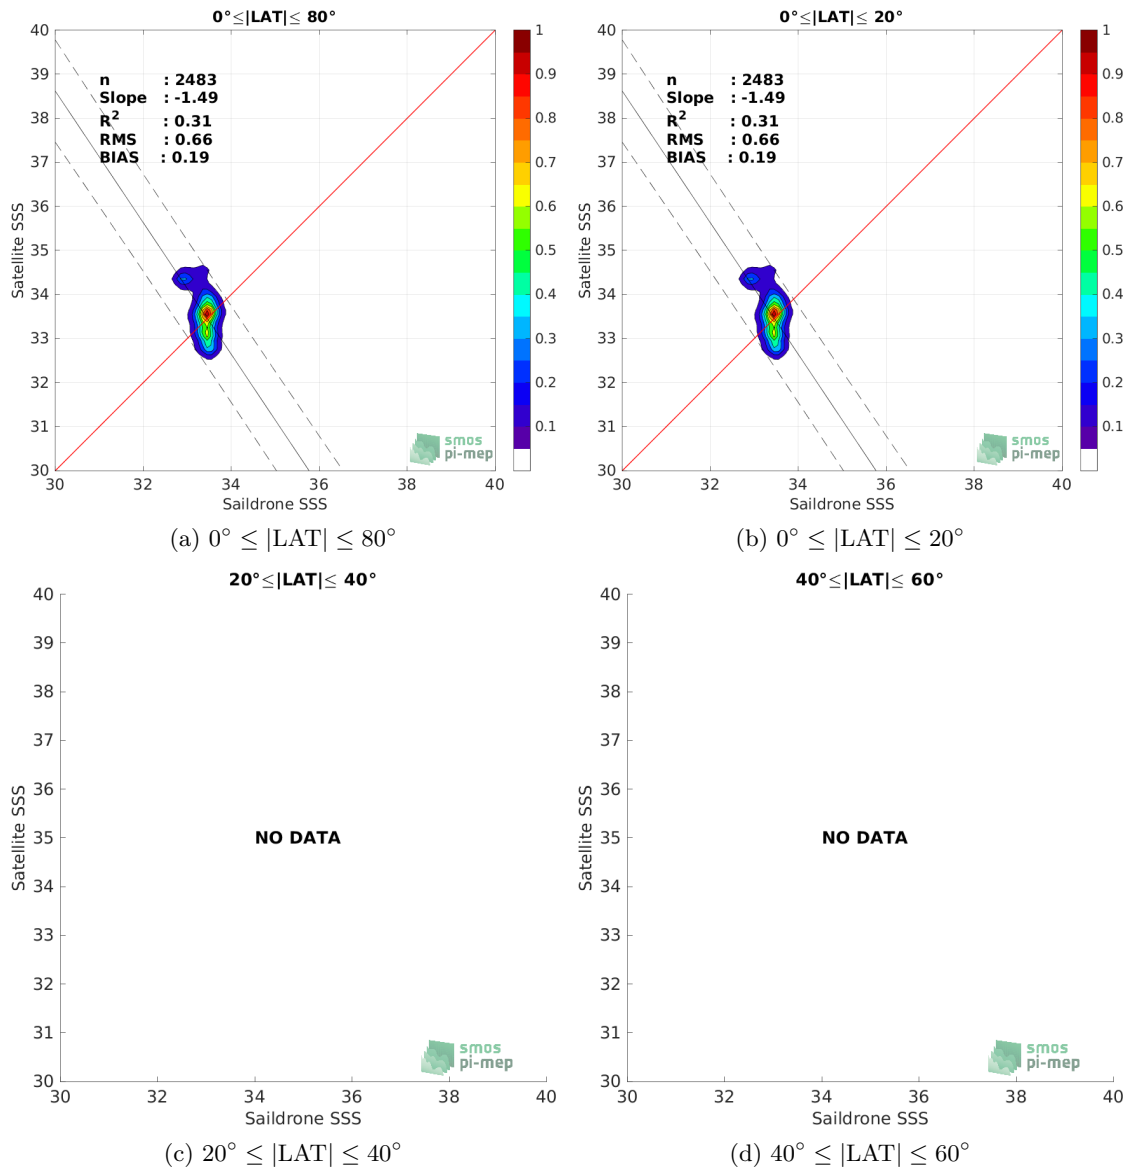 0°≤|LAT|≤ 80°
40
39
38
37
36
35
34
33
32
31
30
Satellite SSS
n : 2483
Slope : -1.49
R² : 0.31
RMS : 0.66
BIAS : 0.19
1
0.9
0.8
0.7
0.6
0.5
0.4
0.3
0.2
0.1
smos
pi-mep
30 32 34 36 38 40
Saildrone SSS
(a) 0° ≤ |LAT| ≤ 80°
0°≤|LAT|≤ 20°
40
39
38
37
36
35
34
33
32
31
30
Satellite SSS
n : 2483
Slope : -1.49
R² : 0.31
RMS : 0.66
BIAS : 0.19
1
0.9
0.8
0.7
0.6
0.5
0.4
0.3
0.2
0.1
smos
pi-mep
30 32 34 36 38 40
Saildrone SSS
(b) 0° ≤ |LAT| ≤ 20°
20°≤|LAT|≤ 40°
40
39
38
37
36
35
34
33
32
31
30
Satellite SSS
NO DATA
smos
pi-mep
30 32 34 36 38 40
Saildrone SSS
(c) 20° ≤ |LAT| ≤ 40°
40°≤|LAT|≤ 60°
40
39
38
37
36
35
34
33
32
31
30
Satellite SSS
NO DATA
smos
pi-mep
30 32 34 36 38 40
Saildrone SSS
(d) 40° ≤ |LAT| ≤ 60°